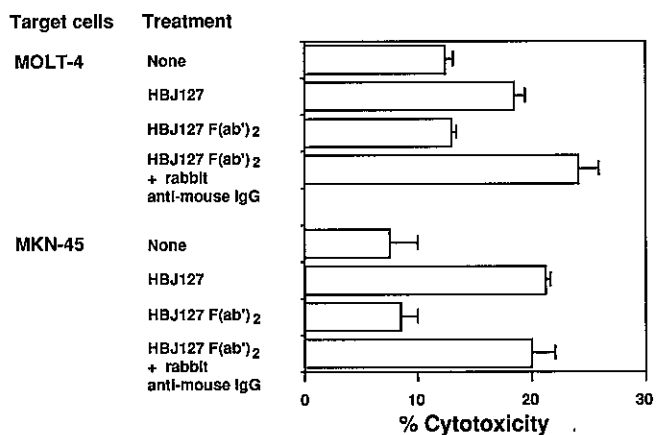 Target cells Treatment
MOLT-4 None
HBJ127
HBJ127 F(ab')2
HBJ127 F(ab')2
+ rabbit
anti-mouse IgG
MKN-45 None
HBJ127
HBJ127 F(ab')2
HBJ127 F(ab')2
+ rabbit
anti-mouse IgG
0 10 20 30
% Cytotoxicity